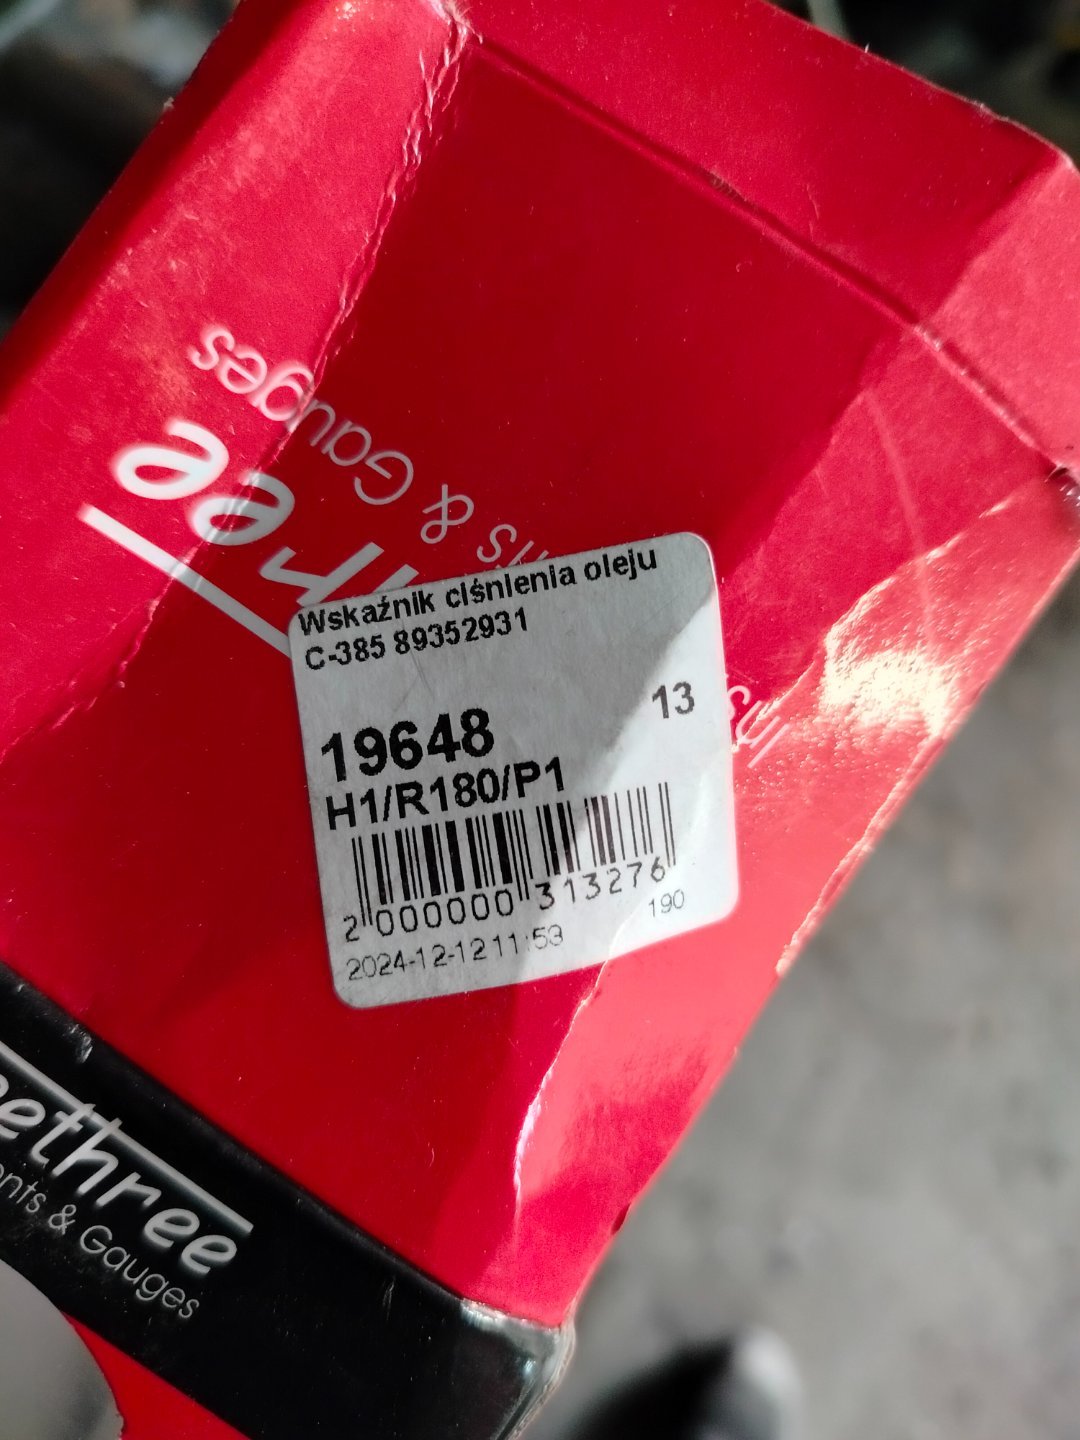 Gauges
& Gauges
Wskaźnik ciśnienia oleju
C-385 89352931
13
19648
H1/R180/P1
2 000000 313276
2024-12-12 11:53
190
ethree
& Gauges